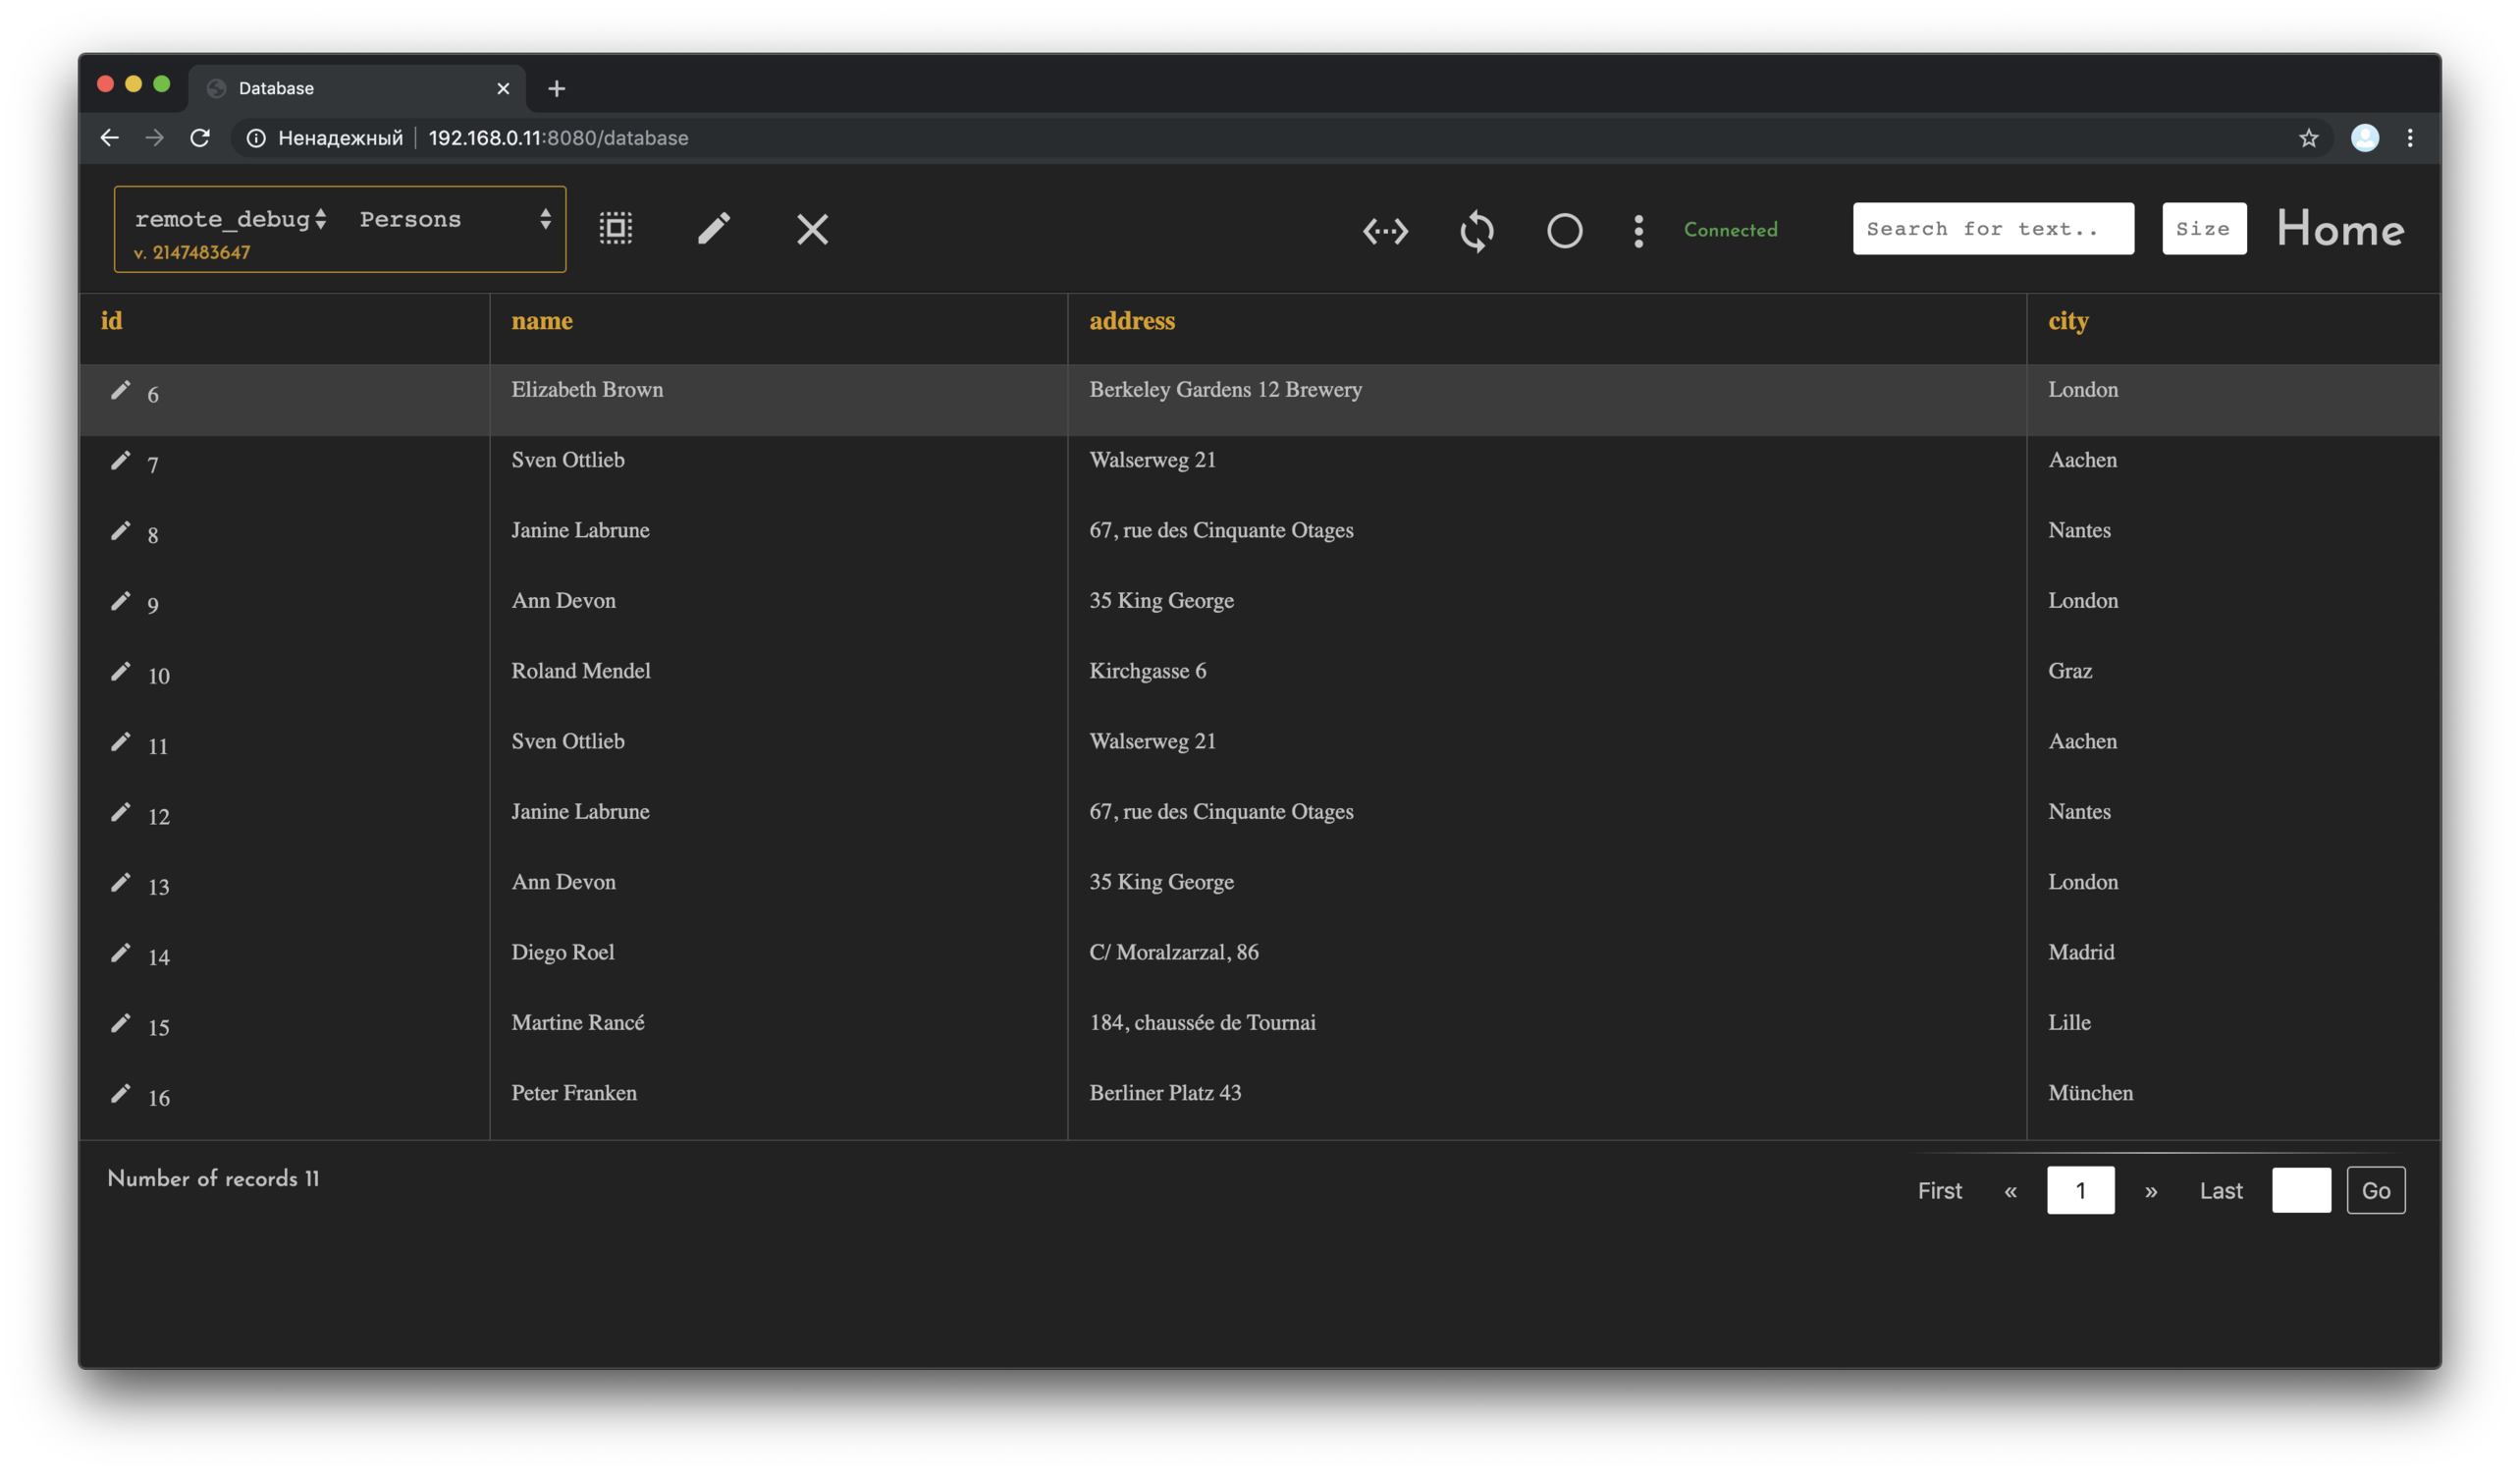 Database
Ненадежный 192.168.0.11:8080/database
remote_debug Persons
v. 2147483647
Connected
Search for text..
Size
Home
id name address city
6 Elizabeth Brown Berkeley Gardens 12 Brewery London
7 Sven Ottlieb Walserweg 21 Aachen
8 Janine Labrune 67, rue des Cinquante Otages Nantes
9 Ann Devon 35 King George London
10 Roland Mendel Kirchgasse 6 Graz
11 Sven Ottlieb Walserweg 21 Aachen
12 Janine Labrune 67, rue des Cinquante Otages Nantes
13 Ann Devon 35 King George London
14 Diego Roel C/ Moralzarzal, 86 Madrid
15 Martine Rancé 184, chaussée de Tournai Lille
16 Peter Franken Berliner Platz 43 München
Number of records 11
First « 1 » Last Go